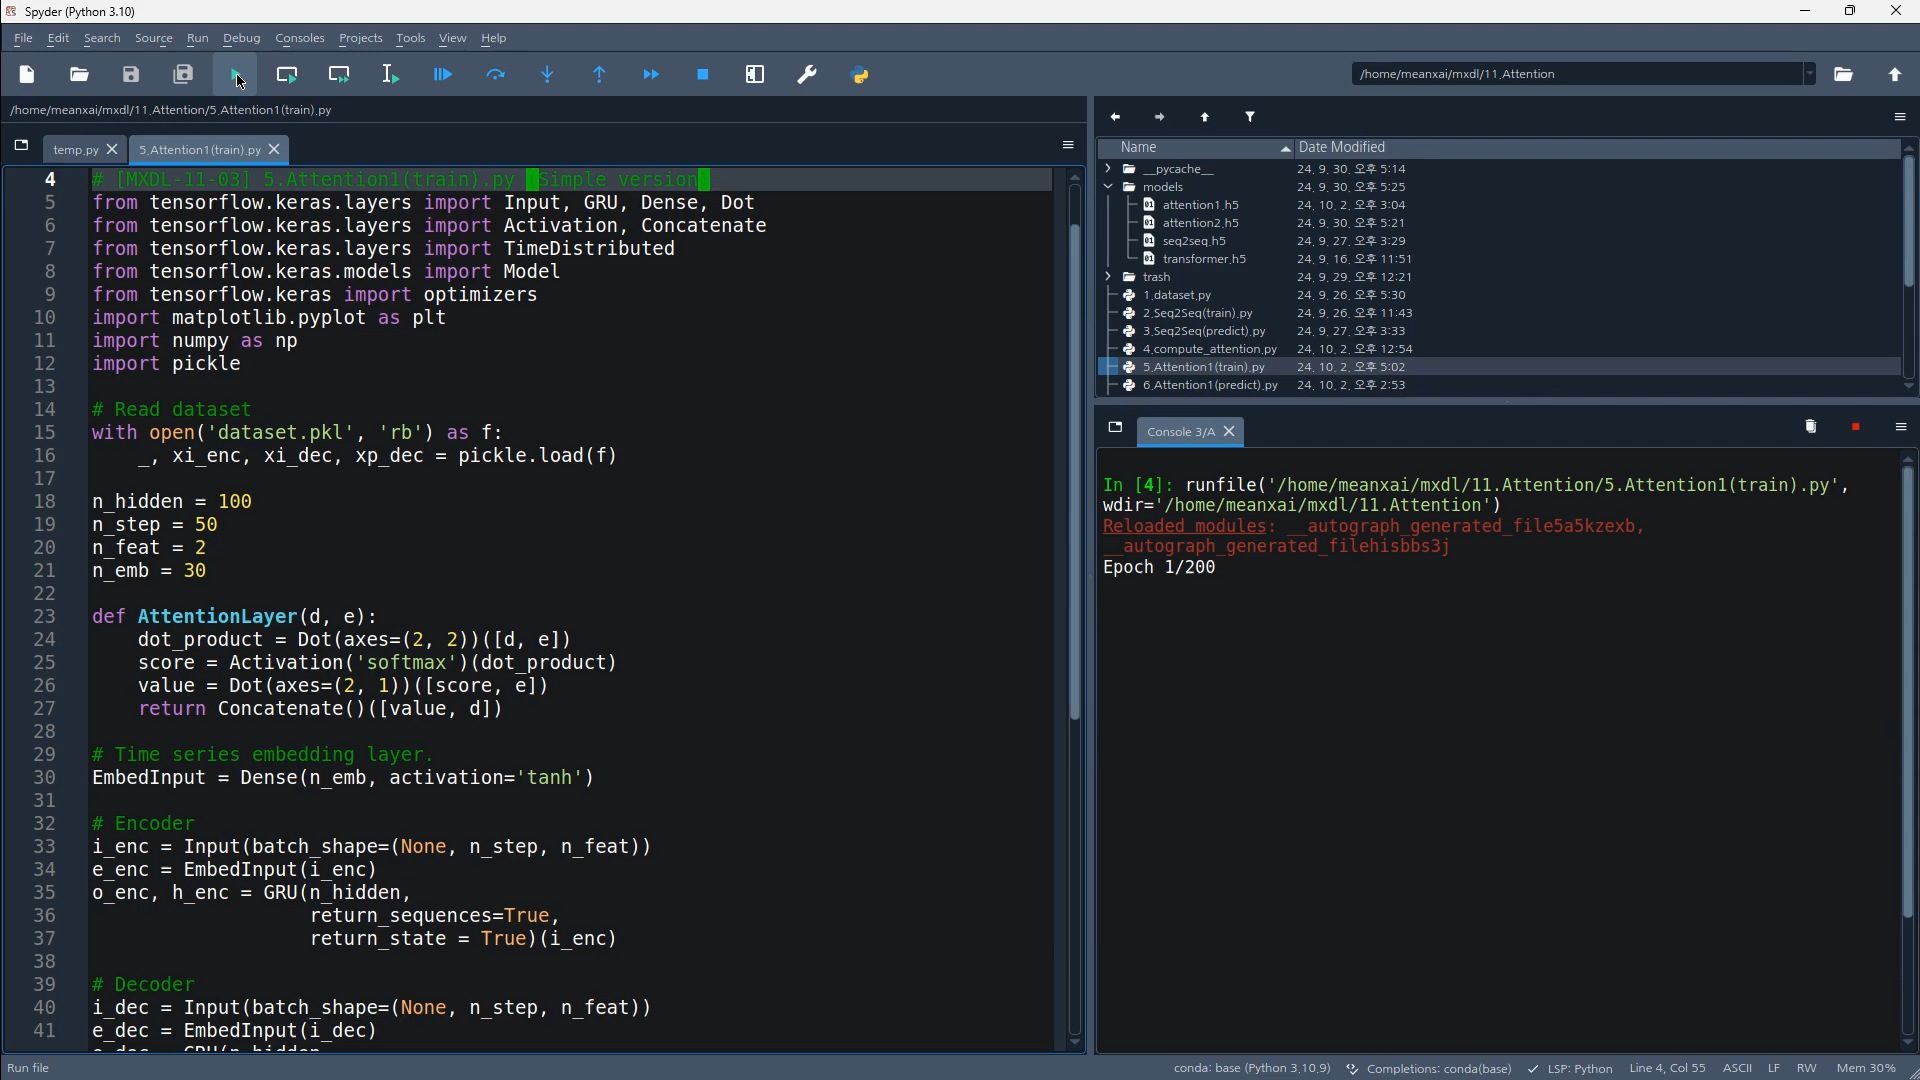 Spyder (Python 3.10)
File Edit Search Source Run Debug Consoles Projects Tools View Help
/home/meanxai/mxdl/11.Attention
/home/meanxai/mxdl/11.Attention/5.Attention1(train).py
temp.py 5.Attention1(train).py
4 # [MXDL-11-03] 5.Attention1(train).py (Simple version)
5 from tensorflow.keras.layers import Input, GRU, Dense, Dot
6 from tensorflow.keras.layers import Activation, Concatenate
7 from tensorflow.keras.layers import TimeDistributed
8 from tensorflow.keras.models import Model
9 from tensorflow.keras import optimizers
10 import matplotlib.pyplot as plt
11 import numpy as np
12 import pickle
13
14 # Read dataset
15 with open('dataset.pkl', 'rb') as f:
16     _, xi_enc, xi_dec, xp_dec = pickle.load(f)
17
18 n_hidden = 100
19 n_step = 50
20 n_feat = 2
21 n_emb = 30
22
23 def AttentionLayer(d, e):
24     dot_product = Dot(axes=(2, 2))([d, e])
25     score = Activation('softmax')(dot_product)
26     value = Dot(axes=(2, 1))([score, e])
27     return Concatenate()([value, d])
28
29 # Time series embedding layer.
30 EmbedInput = Dense(n_emb, activation='tanh')
31
32 # Encoder
33 i_enc = Input(batch_shape=(None, n_step, n_feat))
34 e_enc = EmbedInput(i_enc)
35 o_enc, h_enc = GRU(n_hidden,
36                    return_sequences=True,
37                    return_state = True)(i_enc)
38
39 # Decoder
40 i_dec = Input(batch_shape=(None, n_step, n_feat))
41 e_dec = EmbedInput(i_dec)
Name Date Modified
__pycache__ 24. 9. 30. 오후 5:14
models 24. 9. 30. 오후 5:25
attention1.h5 24. 10. 2. 오후 3:04
attention2.h5 24. 9. 30. 오후 5:21
seq2seq.h5 24. 9. 27. 오후 3:29
transformer.h5 24. 9. 16. 오후 11:51
trash 24. 9. 29. 오후 12:21
1.dataset.py 24. 9. 26. 오후 5:30
2.Seq2Seq(train).py 24. 9. 26. 오후 11:43
3.Seq2Seq(predict).py 24. 9. 27. 오후 3:33
4.compute_attention.py 24. 10. 2. 오후 12:54
5.Attention1(train).py 24. 10. 2. 오후 5:02
6.Attention1(predict).py 24. 10. 2. 오후 2:53
Console 3/A
In [4]: runfile('/home/meanxai/mxdl/11.Attention/5.Attention1(train).py',
wdir='/home/meanxai/mxdl/11.Attention')
Reloaded modules: __autograph_generated_file5a5kzexb,
__autograph_generated_filehisbbs3j
Epoch 1/200
Run file
conda: base (Python 3.10.9) Completions: conda(base) LSP: Python Line 4, Col 55 ASCII LF RW Mem 30%